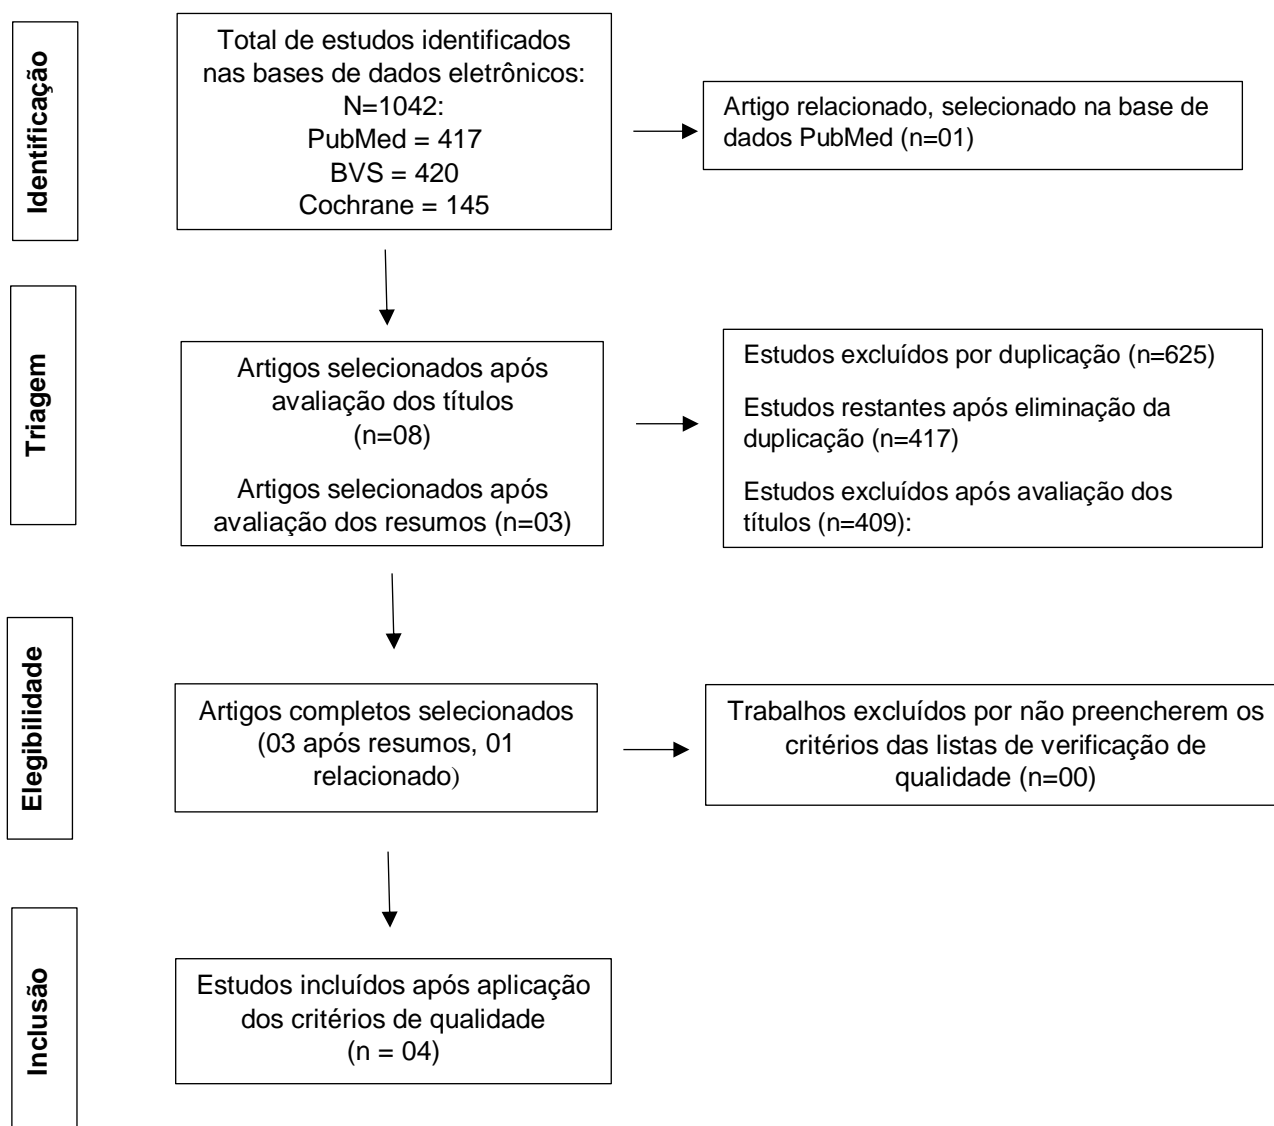 Identificação
Total de estudos identificados
nas bases de dados eletrônicos:
N=1042:
PubMed = 417
BVS = 420
Cochrane = 145
Artigo relacionado, selecionado na base de
dados PubMed (n=01)
Triagem
Artigos selecionados após
avaliação dos títulos
(n=08)
Artigos selecionados após
avaliação dos resumos (n=03)
Estudos excluídos por duplicação (n=625)
Estudos restantes após eliminação da
duplicação (n=417)
Estudos excluídos após avaliação dos
títulos (n=409):
Elegibilidade
Artigos completos selecionados
(03 após resumos, 01
relacionado)
Trabalhos excluídos por não preencherem os
critérios das listas de verificação de
qualidade (n=00)
Inclusão
Estudos incluídos após aplicação
dos critérios de qualidade
(n = 04)